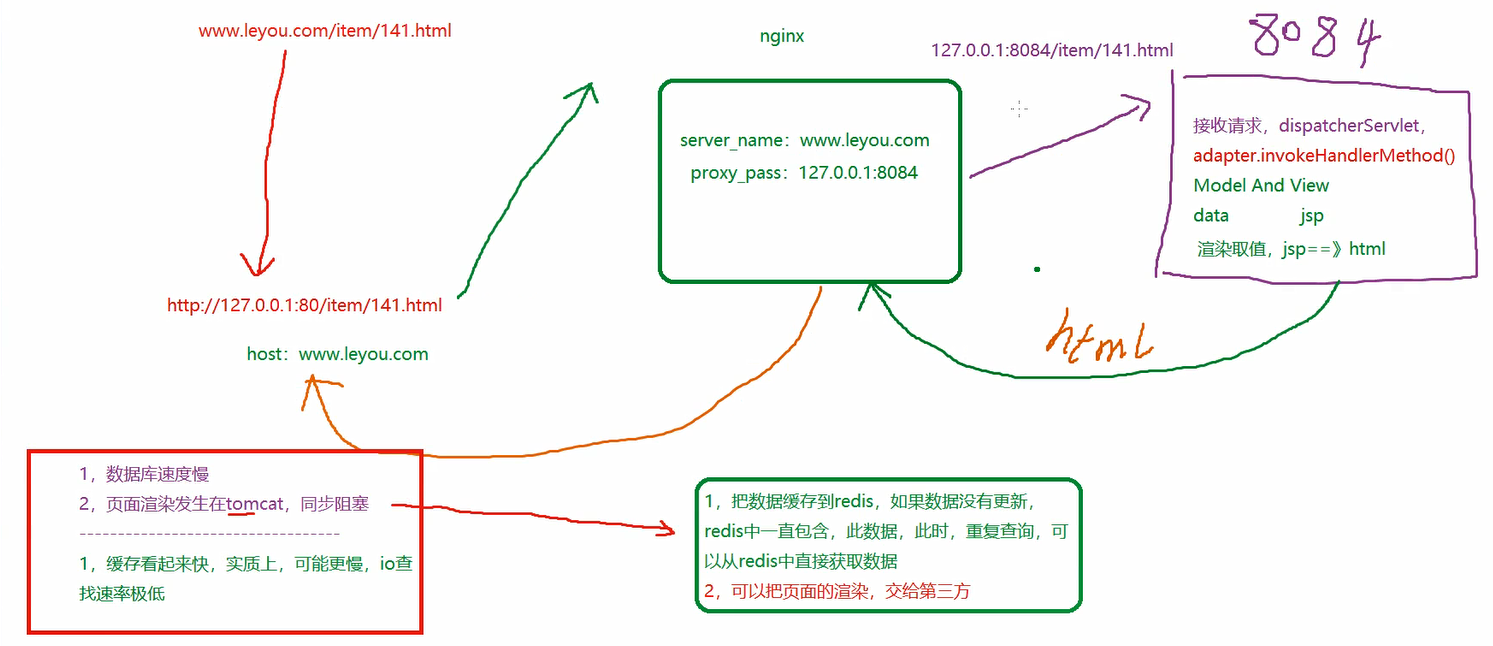 www.leyou.com/item/141.html
nginx
127.0.0.1:8084/item/141.html
8084
server_name：www.leyou.com
proxy_pass：127.0.0.1:8084
接收请求，dispatcherServlet，
adapter.invokeHandlerMethod()
Model And View
data jsp
渲染取值，jsp==》html
http://127.0.0.1:80/item/141.html
host：www.leyou.com
html
1，数据库速度慢
2，页面渲染发生在tomcat，同步阻塞
----------------------------------
1，缓存看起来快，实质上，可能更慢，io查
找速率极低
1，把数据缓存到redis，如果数据没有更新，
redis中一直包含，此数据，此时，重复查询，可
以从redis中直接获取数据
2，可以把页面的渲染，交给第三方